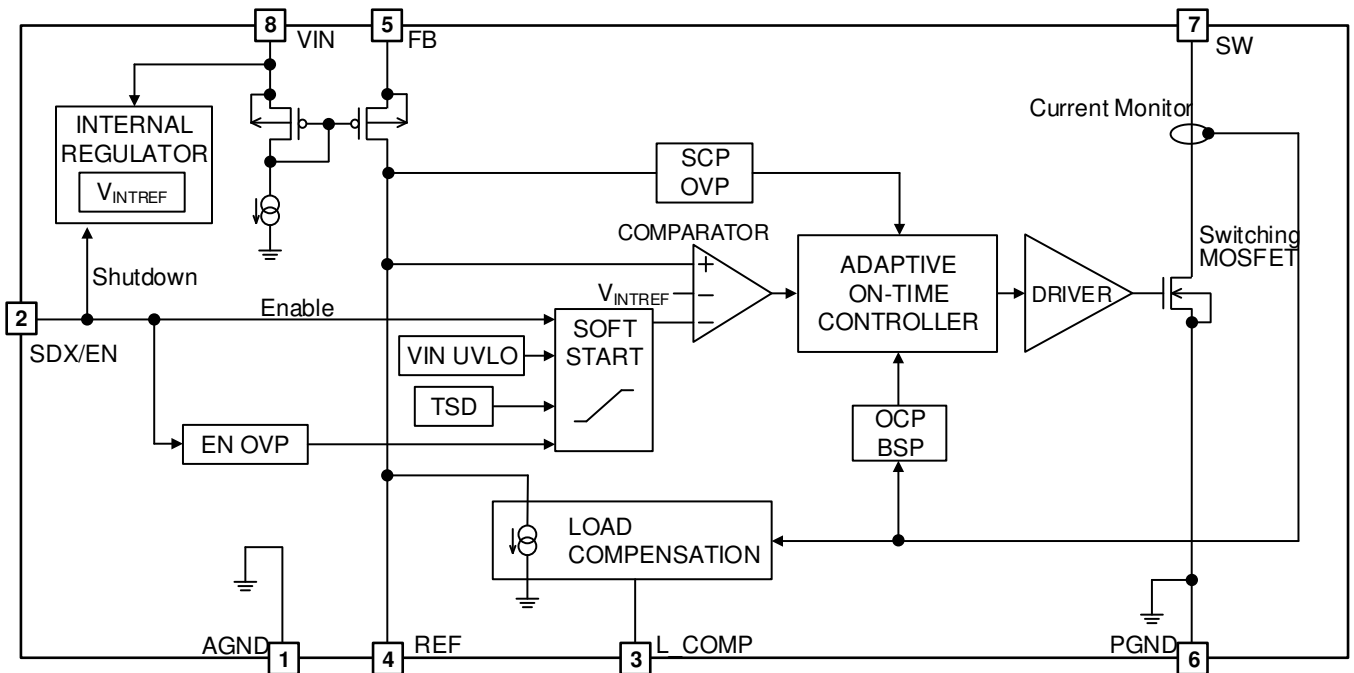 8
VIN
5
FB
7
SW
Current Monitor
INTERNAL
REGULATOR
VINTREF
SCP
OVP
COMPARATOR
Switching
MOSFET
Shutdown
+
ADAPTIVE
ON-TIME
CONTROLLER
DRIVER
VINTREF
−
−
2
SDX/EN
Enable
SOFT
START
VIN UVLO
TSD
EN OVP
OCP
BSP
LOAD
COMPENSATION
AGND
1
4
REF
3
L_COMP
PGND
6